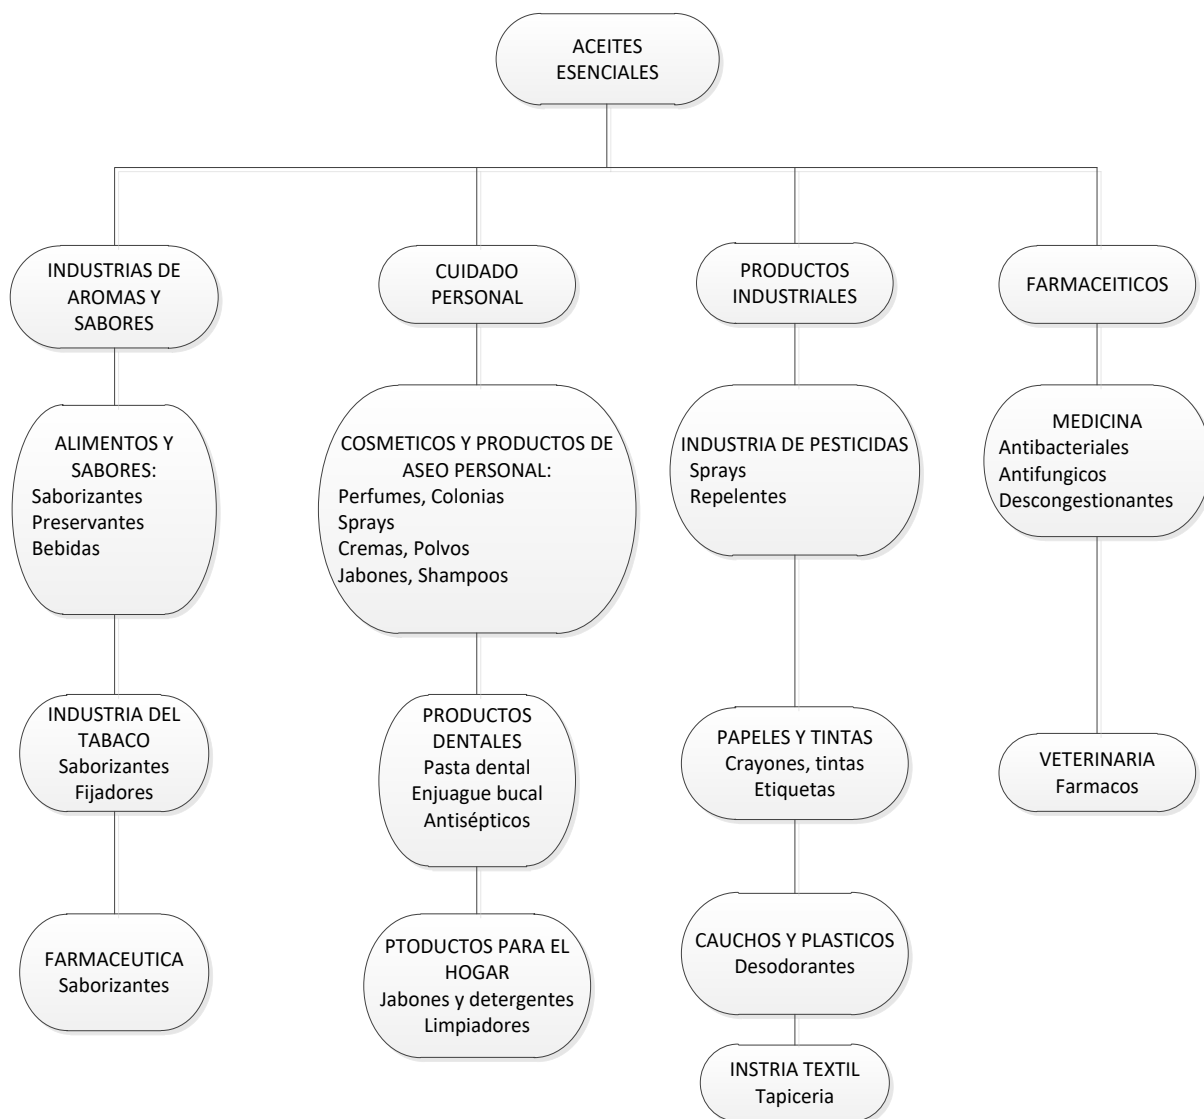 ACEITES
ESENCIALES
INDUSTRIAS DE
AROMAS Y
SABORES
CUIDADO
PERSONAL
PRODUCTOS
INDUSTRIALES
FARMACEITICOS
ALIMENTOS Y
SABORES:
Saborizantes
Preservantes
Bebidas
COSMETICOS Y PRODUCTOS DE
ASEO PERSONAL:
Perfumes, Colonias
Sprays
Cremas, Polvos
Jabones, Shampoos
INDUSTRIA DE PESTICIDAS
Sprays
Repelentes
MEDICINA
Antibacteriales
Antifungicos
Descongestionantes
INDUSTRIA DEL
TABACO
Saborizantes
Fijadores
PRODUCTOS
DENTALES
Pasta dental
Enjuague bucal
Antisépticos
PAPELES Y TINTAS
Crayones, tintas
Etiquetas
VETERINARIA
Farmacos
FARMACEUTICA
Saborizantes
PTODUCTOS PARA EL
HOGAR
Jabones y detergentes
Limpiadores
CAUCHOS Y PLASTICOS
Desodorantes
INSTRIA TEXTIL
Tapiceria